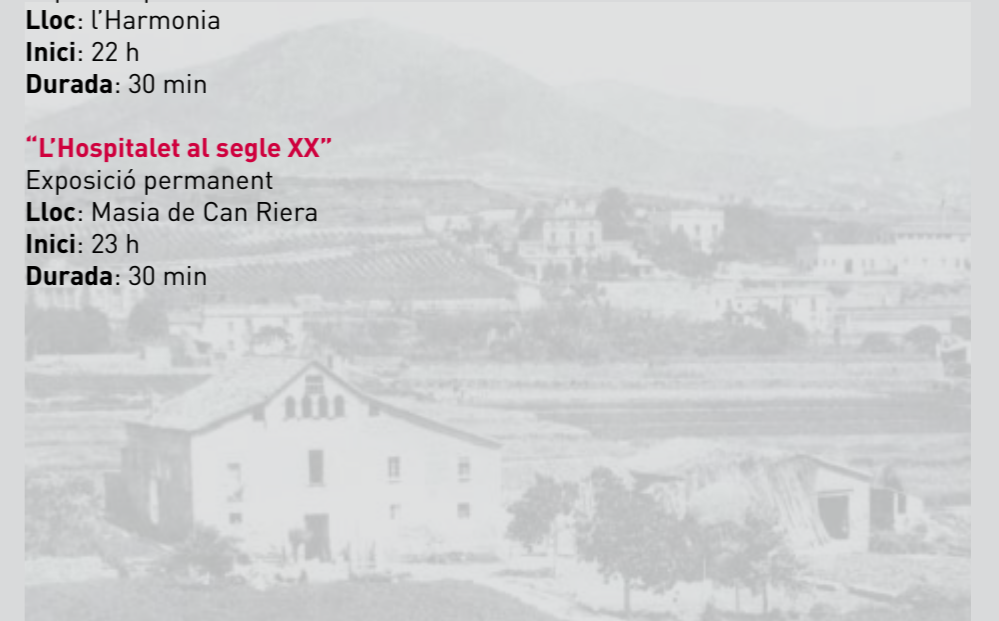 Lloc: l’Harmonia
Inici: 22 h
Durada: 30 min
“L’Hospitalet al segle XX”
Exposició permanent
Lloc: Masia de Can Riera
Inici: 23 h
Durada: 30 min